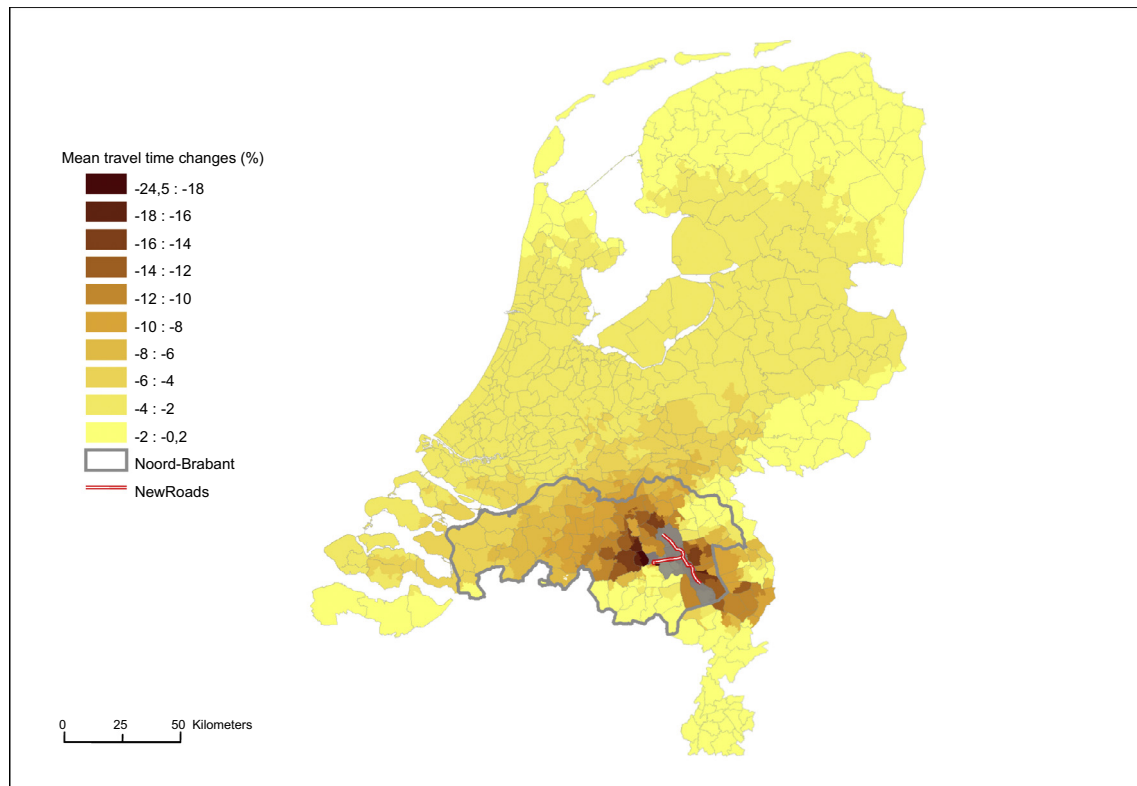 Mean travel time changes (%)
-24,5 : -18
-18 : -16
-16 : -14
-14 : -12
-12 : -10
-10 : -8
-8 : -6
-6 : -4
-4 : -2
-2 : -0,2
Noord-Brabant
NewRoads
0 25 50 Kilometers